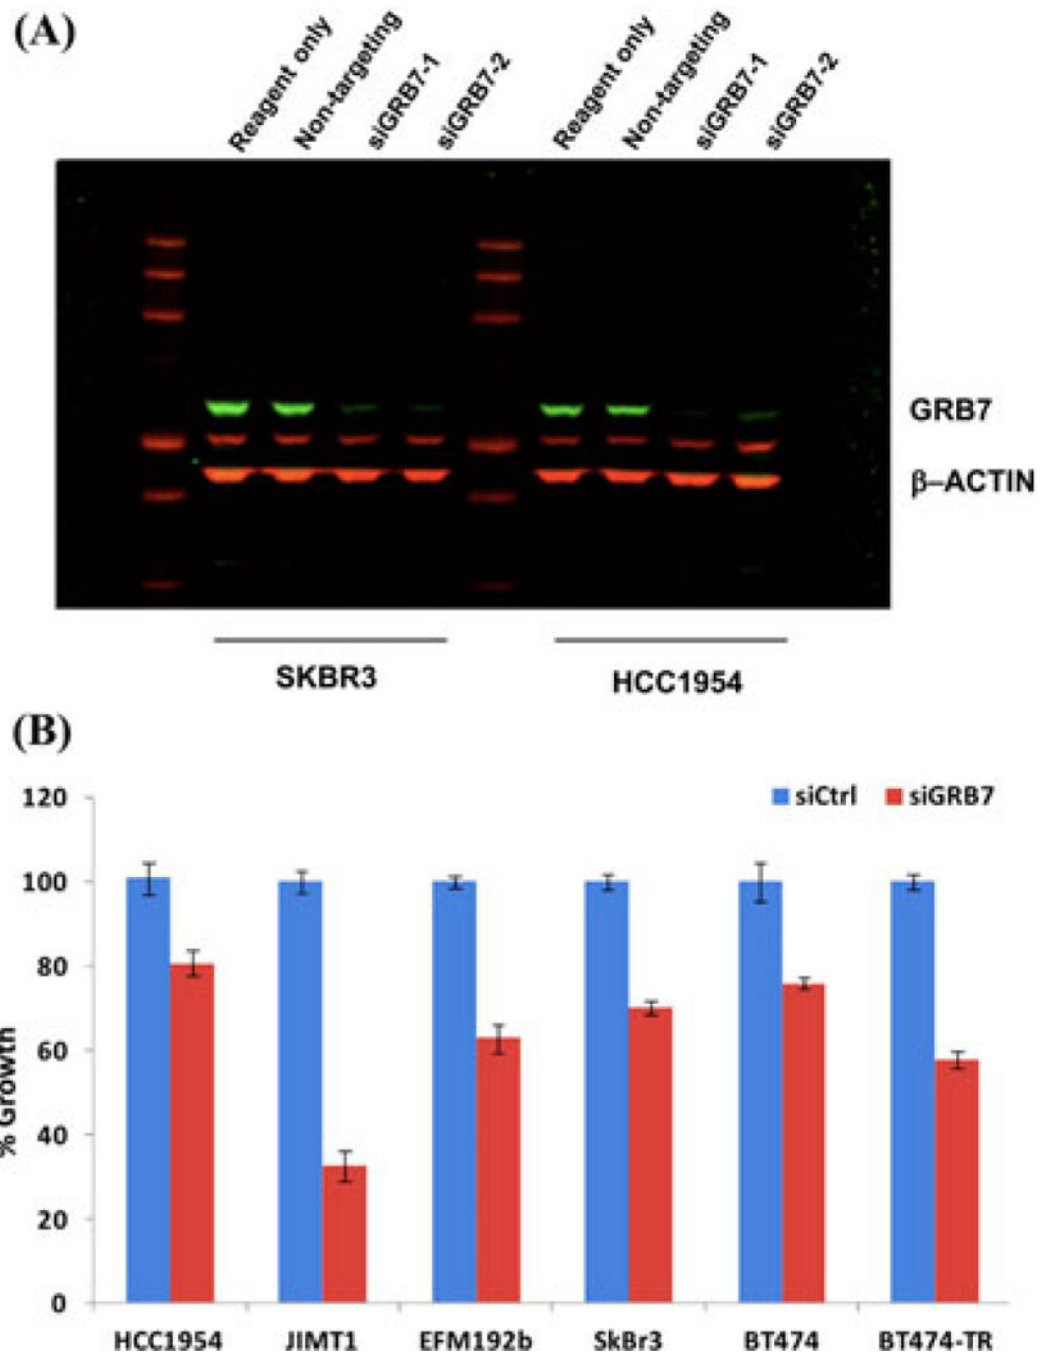 (A)
Reagent only Non-targeting siGRB7-1 siGRB7-2 Reagent only Non-targeting siGRB7-1 siGRB7-2
GRB7
β–ACTIN
SKBR3 HCC1954
(B)
siCtrl siGRB7
120
100
80
60
40
20
0
% Growth
HCC1954 JIMT1 EFM192b SkBr3 BT474 BT474-TR